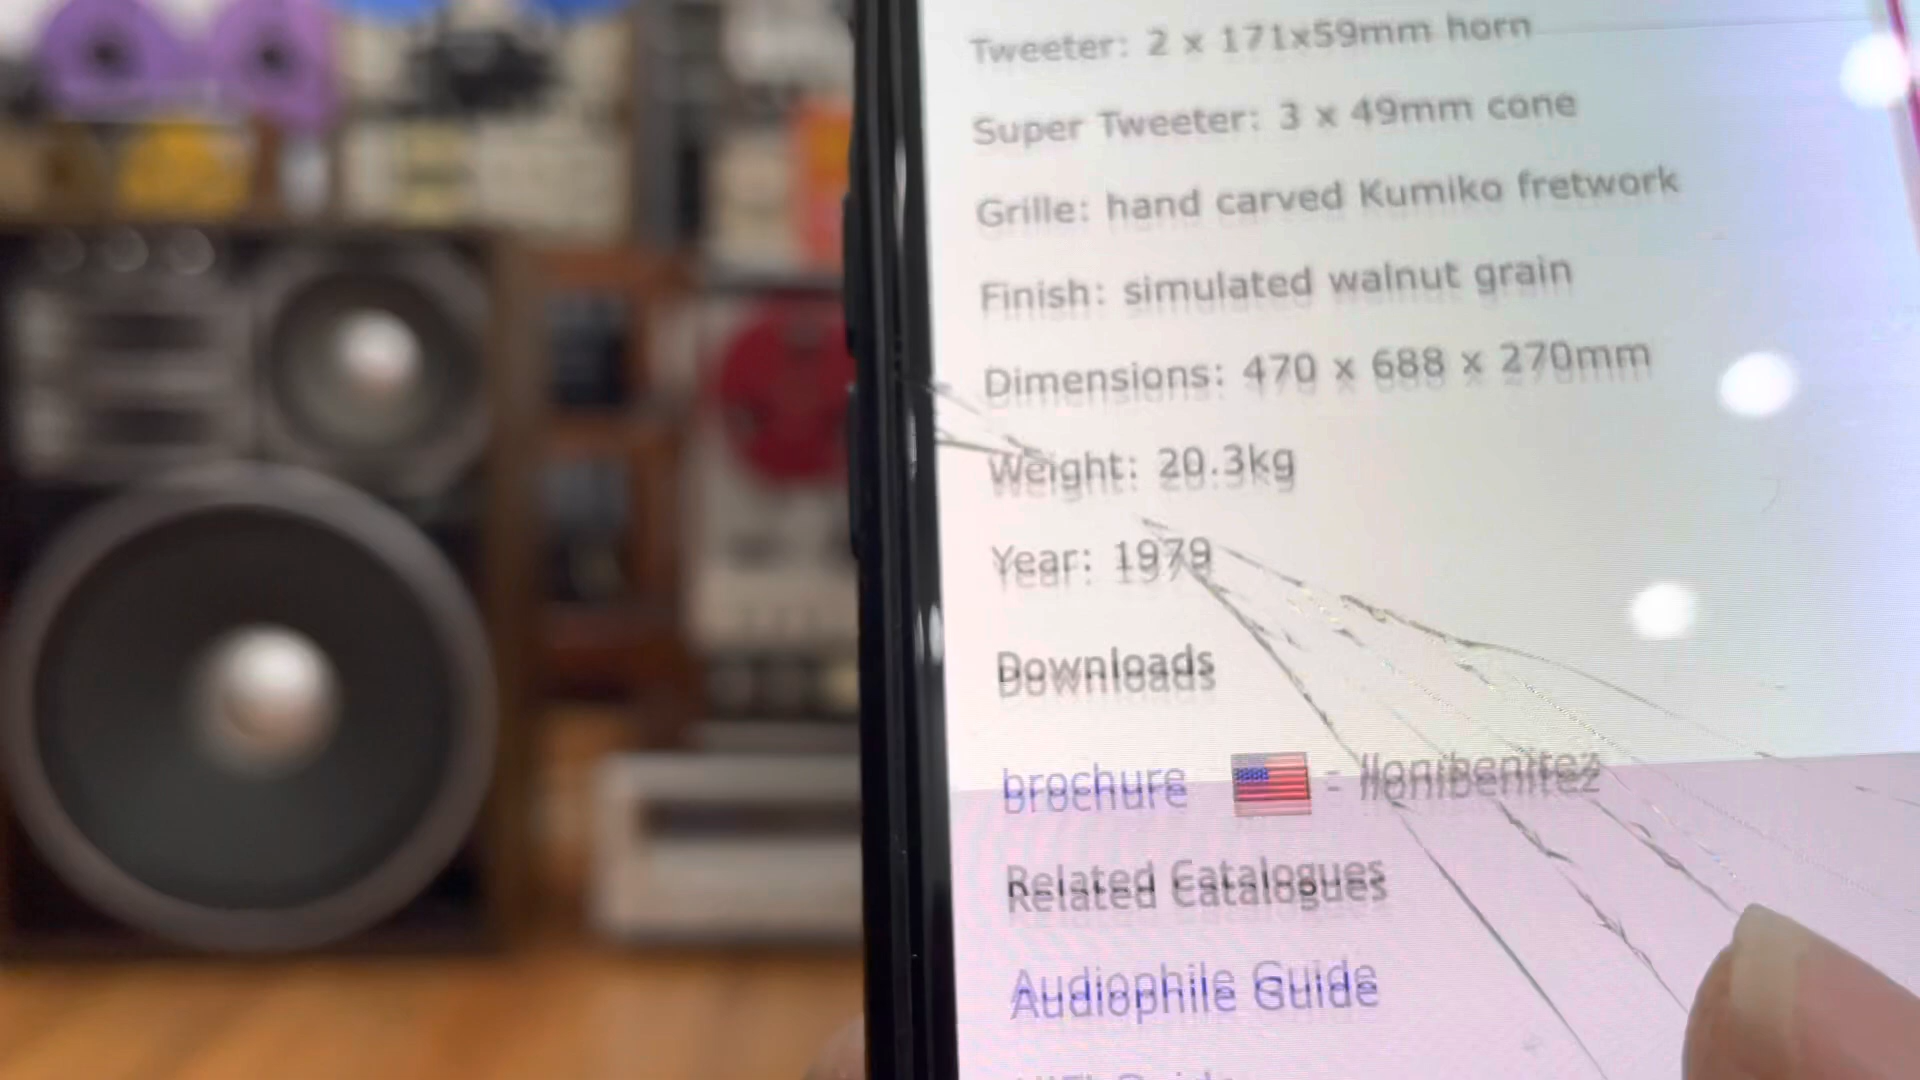 Tweeter: 2 x 171x59mm horn
Super Tweeter: 3 x 49mm cone
Grille: hand carved Kumiko fretwork
Finish: simulated walnut grain
Dimensions: 470 x 688 x 270mm
Weight: 20.3kg
Year: 1979
Downloads
brochure - llonibenitez
Related Catalogues
Audiophile Guide